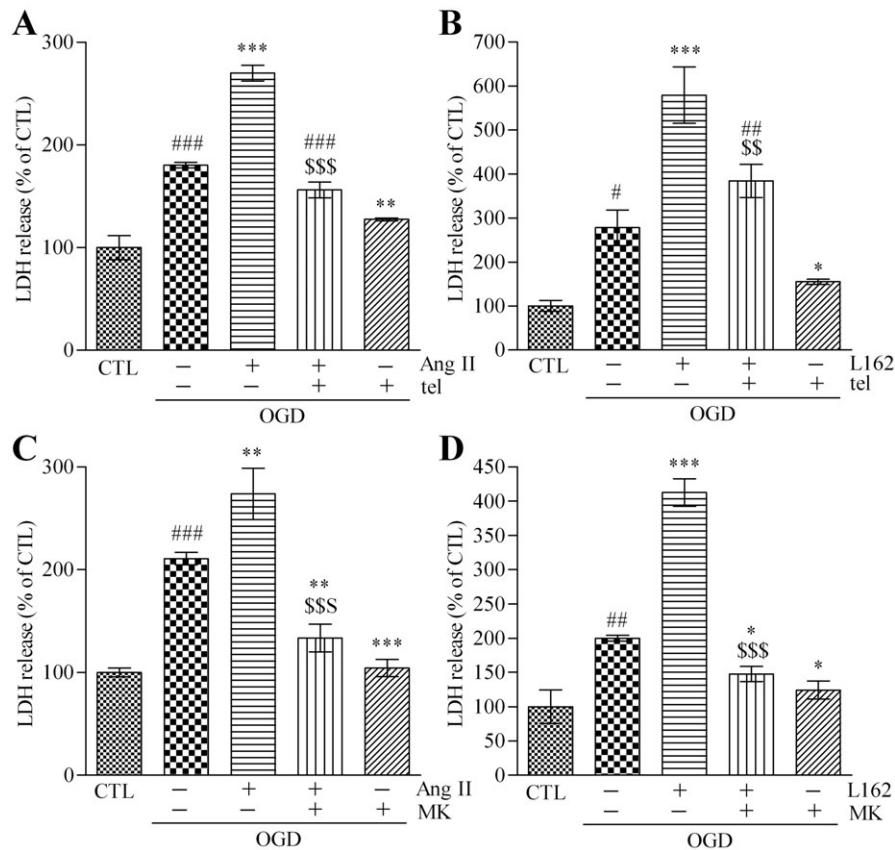 A
LDH release (% of CTL)
300
200
100
0
***
###
###
$$$
**
CTL
− + + − Ang II
− − + + tel
OGD
B
LDH release (% of CTL)
700
600
500
400
300
200
100
0
***
##
$$
#
*
CTL
− + + − L162
− − + + tel
OGD
C
LDH release (% of CTL)
300
200
100
0
**
###
**
$$S
***
CTL
− + + − Ang II
− − + + MK
OGD
D
LDH release (% of CTL)
450
400
350
300
250
200
150
100
50
0
***
##
*
$$$
*
CTL
− + + − L162
− − + + MK
OGD